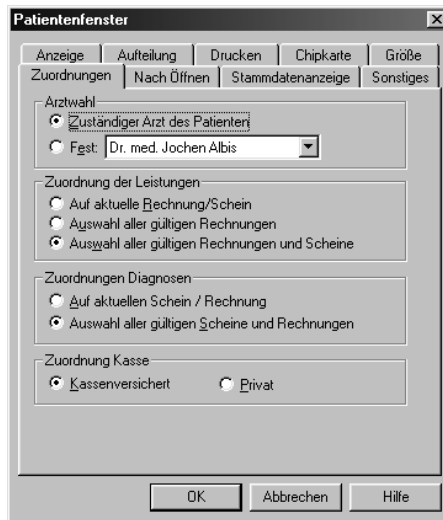 Patientenfenster
Anzeige Aufteilung Drucken Chipkarte Größe
Zuordnungen Nach Öffnen Stammdatenanzeige Sonstiges
Arztwahl
Zuständiger Arzt des Patienten
Fest: Dr. med. Jochen Albis
Zuordnung der Leistungen
Auf aktuelle Rechnung/Schein
Auswahl aller gültigen Rechnungen
Auswahl aller gültigen Rechnungen und Scheine
Zuordnungen Diagnosen
Auf aktuellen Schein / Rechnung
Auswahl aller gültigen Scheine und Rechnungen
Zuordnung Kasse
Kassenversichert Privat
OK Abbrechen Hilfe